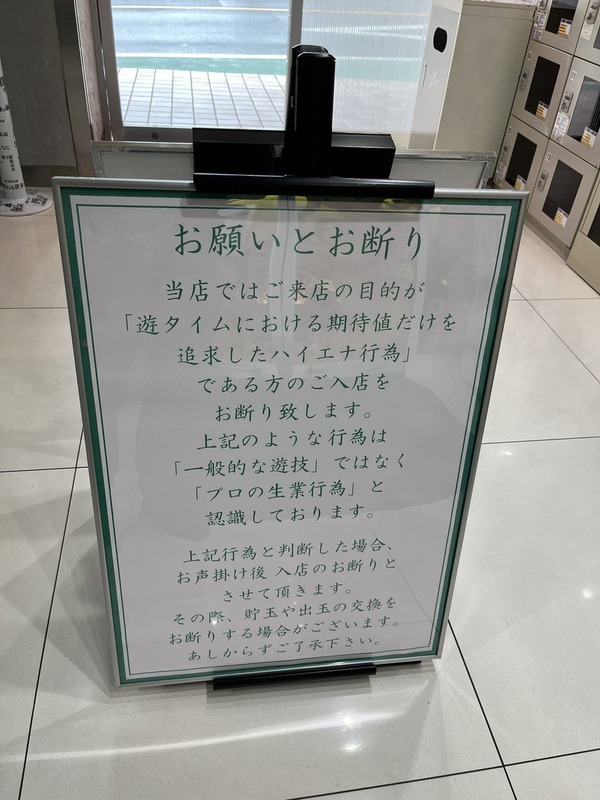 お願いとお断り
当店ではご来店の目的が
「遊タイムにおける期待値だけを
追求したハイエナ行為」
である方のご入店を
お断り致します。
上記のような行為は
「一般的な遊技」ではなく
「プロの生業行為」と
認識しております。
上記行為と判断した場合、
お声掛け後 入店のお断りと
させて頂きます。
その際、貯玉や出玉の交換を
お断りする場合がございます。
あしからずご了承下さい。